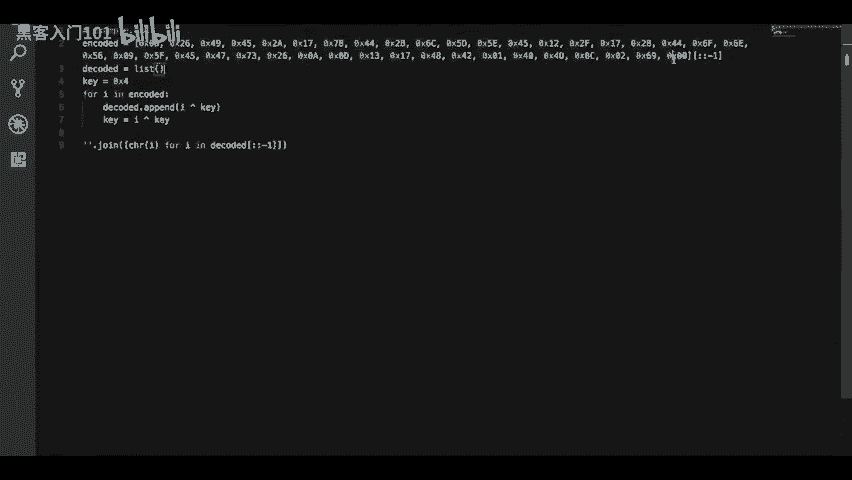 黑客入门101 bilibili
2 encoded = [0x0D, 0x26, 0x49, 0x45, 0x2A, 0x17, 0x7B, 0x44, 0x2B, 0x6C, 0x5D, 0x5E, 0x45, 0x12, 0x2F, 0x17, 0x2B, 0x44, 0x6F, 0x6E,
0x56, 0x09, 0x5F, 0x45, 0x47, 0x73, 0x26, 0x0A, 0x0D, 0x13, 0x17, 0x48, 0x42, 0x01, 0x40, 0x4D, 0x0C, 0x02, 0x69, 0x00][::-1]
3 decoded = list()
4 key = 0x4
5 for i in encoded:
6 decoded.append(i ^ key)
7 key = i ^ key
8
9 ''.join([chr(i) for i in decoded[::-1]])